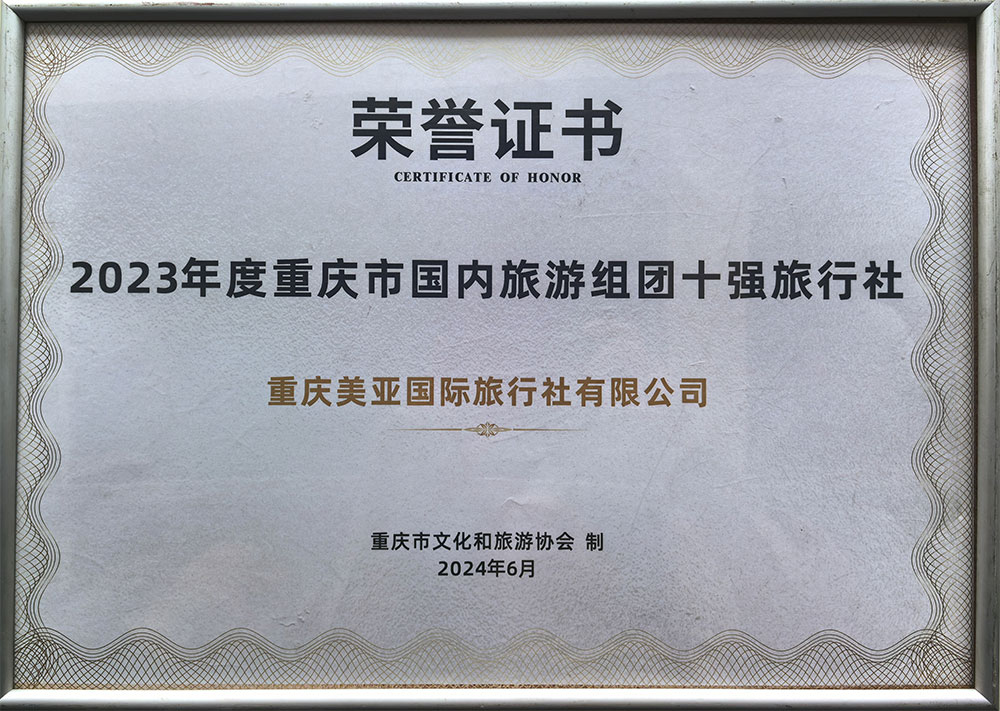 荣誉证书
CERTIFICATE OF HONOR
2023年度重庆市国内旅游组团十强旅行社
重庆美亚国际旅行社有限公司
重庆市文化和旅游协会 制
2024年6月